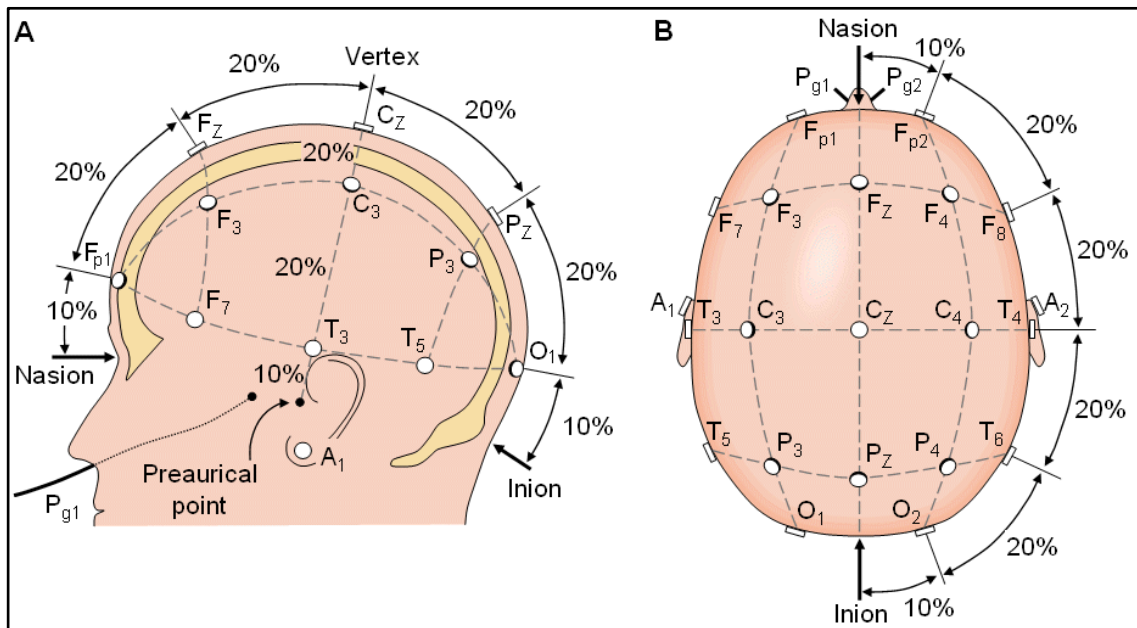 A
20%
Vertex
20%
FZ
CZ
20%
20%
F3
C3
PZ
Fp1
20%
P3
20%
10%
F7
T3
T5
O1
Nasion
10%
10%
A1
Preaurical
point
Inion
Pg1
B
Nasion
10%
Pg1
Pg2
Fp1
Fp2
20%
F7
F3
FZ
F4
F8
20%
A1
T3
C3
CZ
C4
T4
A2
20%
T5
P3
PZ
P4
T6
O1
O2
20%
10%
Inion